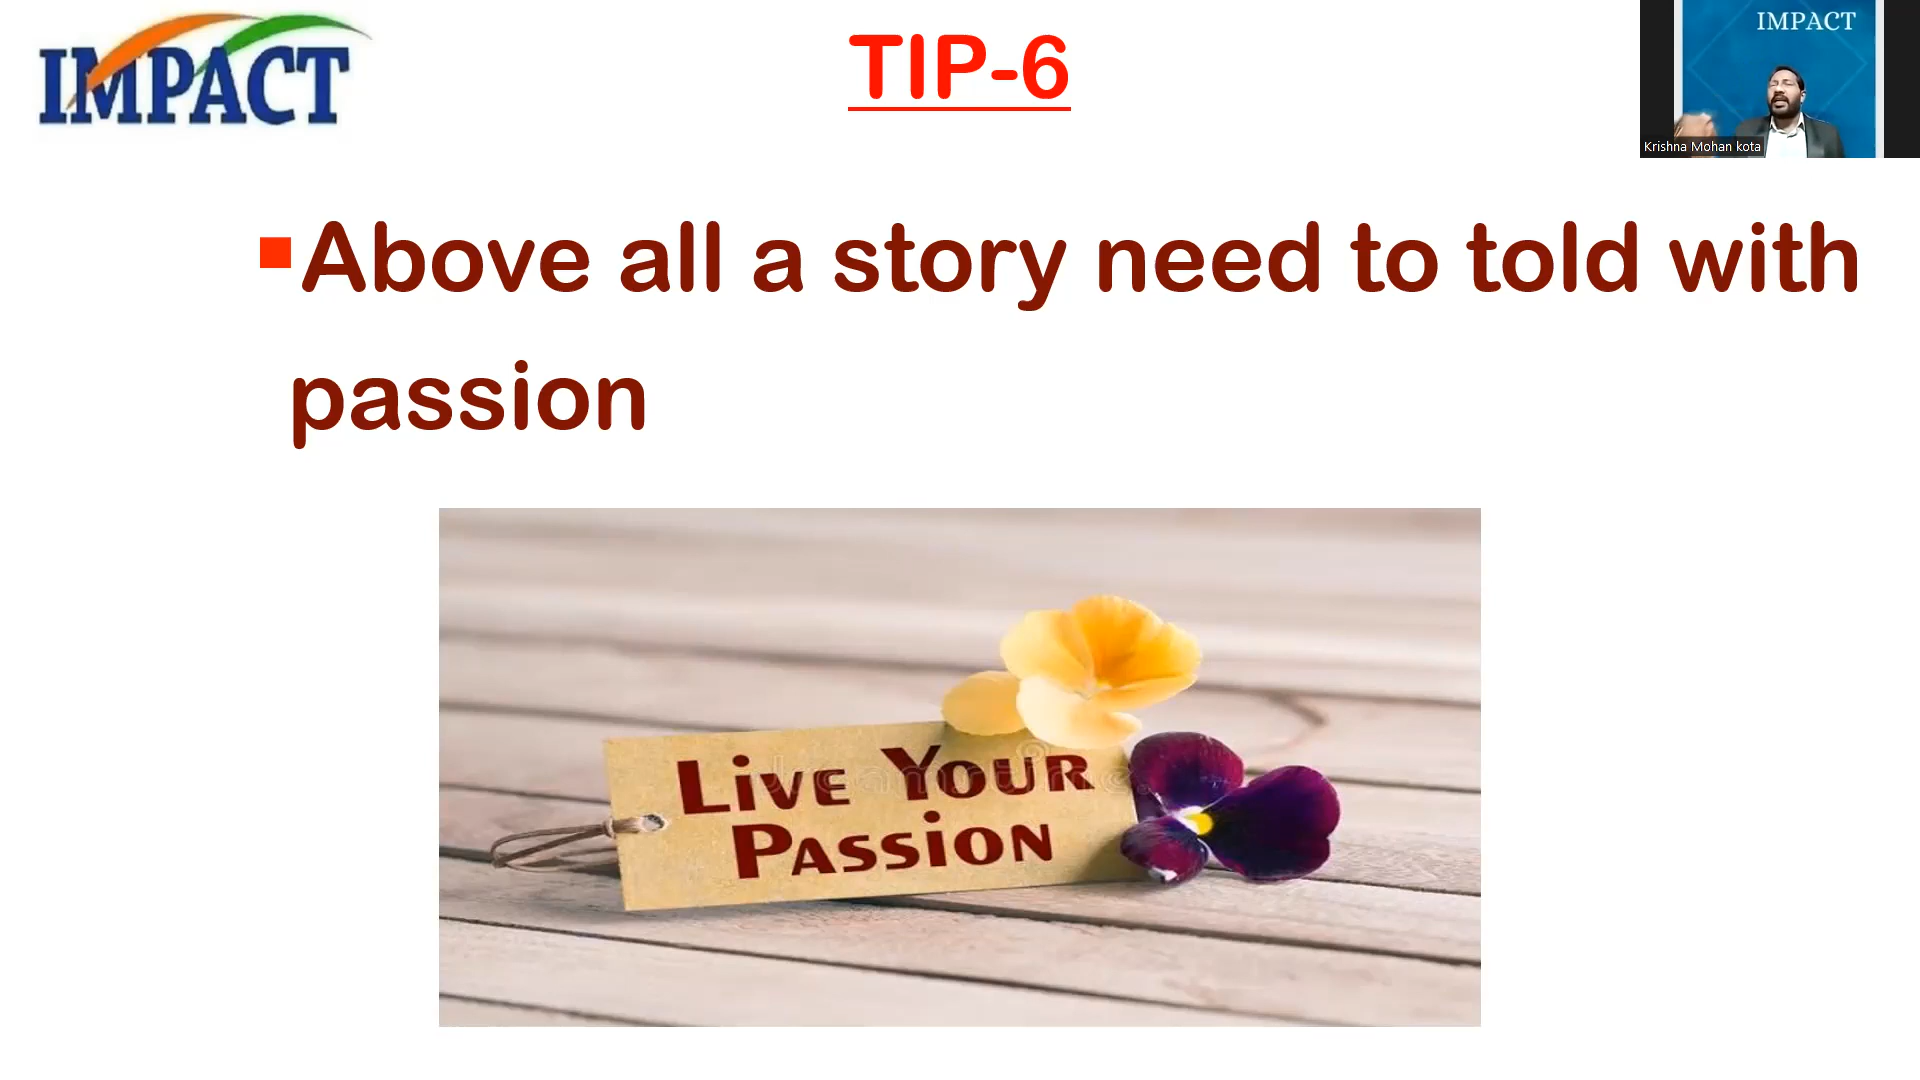 IMPACT
TIP-6
IMPACT
Krishna Mohan kota
Above all a story need to told with
passion
LIVE YOUR
PASSION